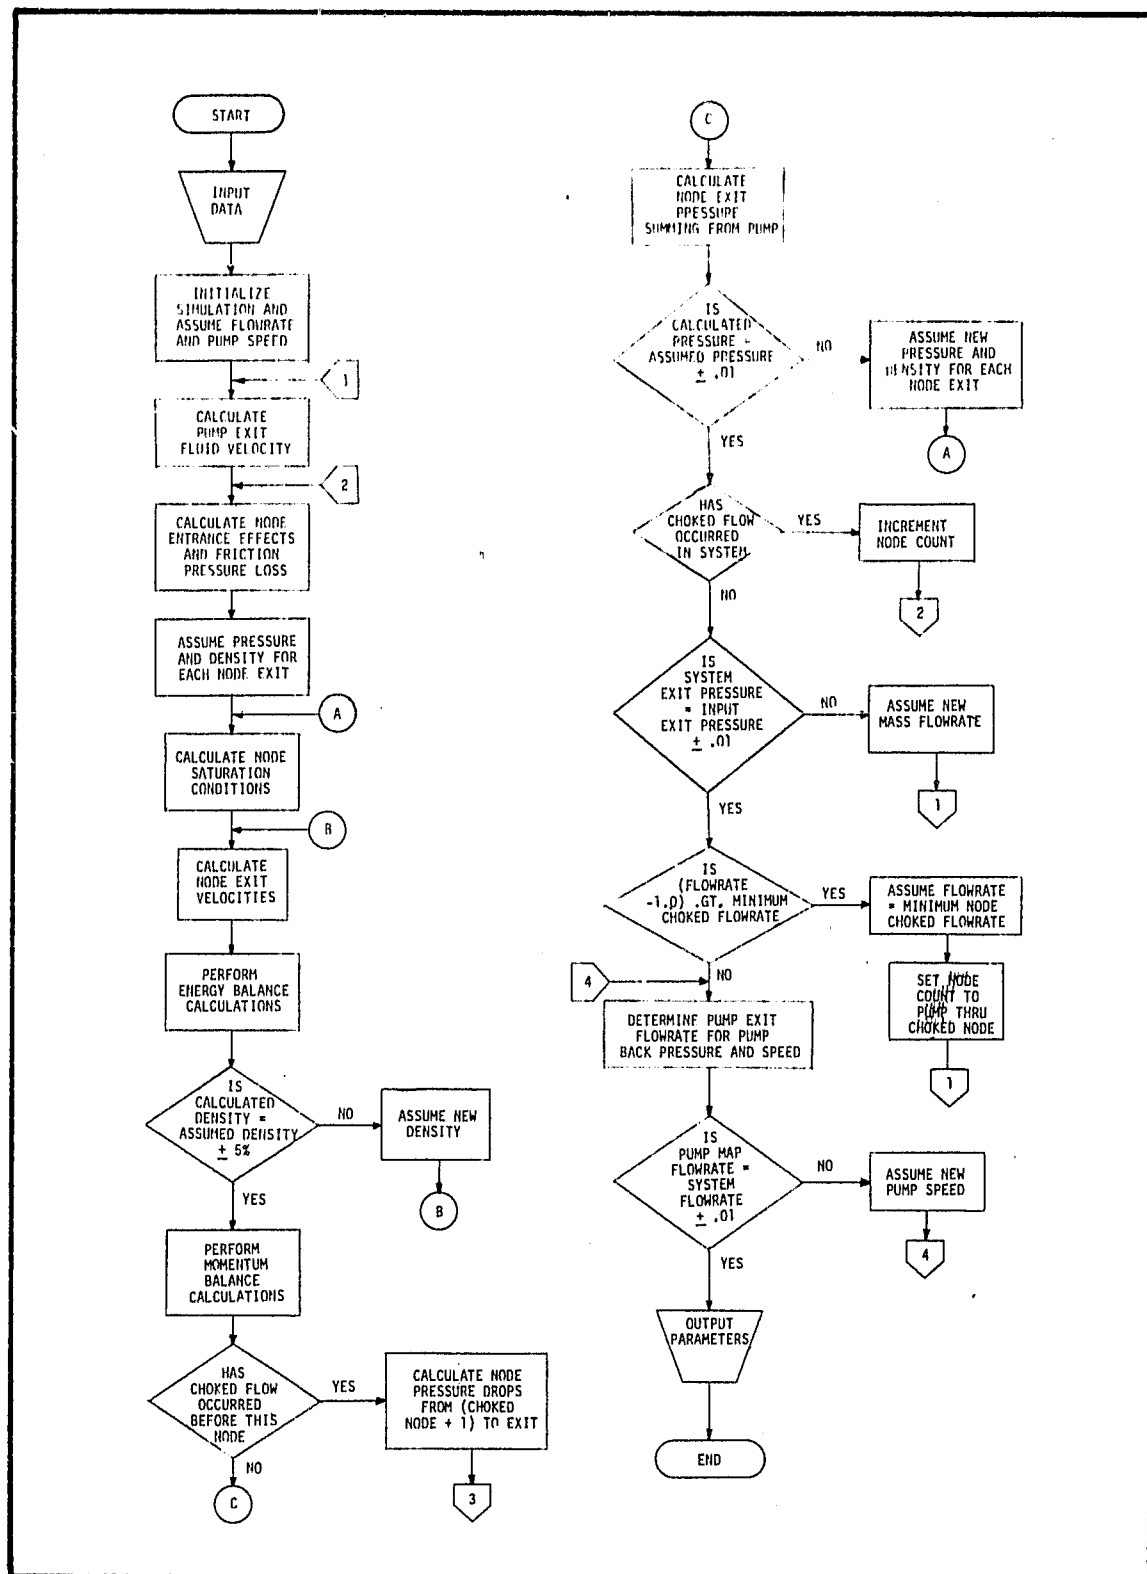 START
INPUT
DATA
INITIALIZE
SIMULATION AND
ASSUME FLOWRATE
AND PUMP SPEED
1
CALCULATE
PUMP EXIT
FLUID VELOCITY
2
CALCULATE NODE
ENTRANCE EFFECTS
AND FRICTION
PRESSURE LOSS
ASSUME PRESSURE
AND DENSITY FOR
EACH NODE EXIT
A
CALCULATE NODE
SATURATION
CONDITIONS
B
CALCULATE
NODE EXIT
VELOCITIES
PERFORM
ENERGY BALANCE
CALCULATIONS
IS
CALCULATED
DENSITY =
ASSUMED DENSITY
± 5%
NO
ASSUME NEW
DENSITY
B
YES
PERFORM
MOMENTUM
BALANCE
CALCULATIONS
HAS
CHOKED FLOW
OCCURRED
BEFORE THIS
NODE
YES
CALCULATE NODE
PRESSURE DROPS
FROM (CHOKED
NODE + 1) TO EXIT
3
NO
C
C
CALCULATE
NODE EXIT
PRESSURE
SUMMING FROM PUMP
IS
CALCULATED
PRESSURE =
ASSUMED PRESSURE
± .01
NO
ASSUME NEW
PRESSURE AND
DENSITY FOR EACH
NODE EXIT
A
YES
HAS
CHOKED FLOW
OCCURRED
IN SYSTEM
YES
INCREMENT
NODE COUNT
2
NO
IS
SYSTEM
EXIT PRESSURE
= INPUT
EXIT PRESSURE
± .01
NO
ASSUME NEW
MASS FLOWRATE
1
YES
IS
(FLOWRATE
-1.0) .GT. MINIMUM
CHOKED FLOWRATE
YES
ASSUME FLOWRATE
= MINIMUM NODE
CHOKED FLOWRATE
SET NODE
COUNT TO
PUMP THRU
CHOKED NODE
1
NO
4
DETERMINE PUMP EXIT
FLOWRATE FOR PUMP
BACK PRESSURE AND SPEED
IS
PUMP MAP
FLOWRATE =
SYSTEM
FLOWRATE
± .01
NO
ASSUME NEW
PUMP SPEED
4
YES
OUTPUT
PARAMETERS
END